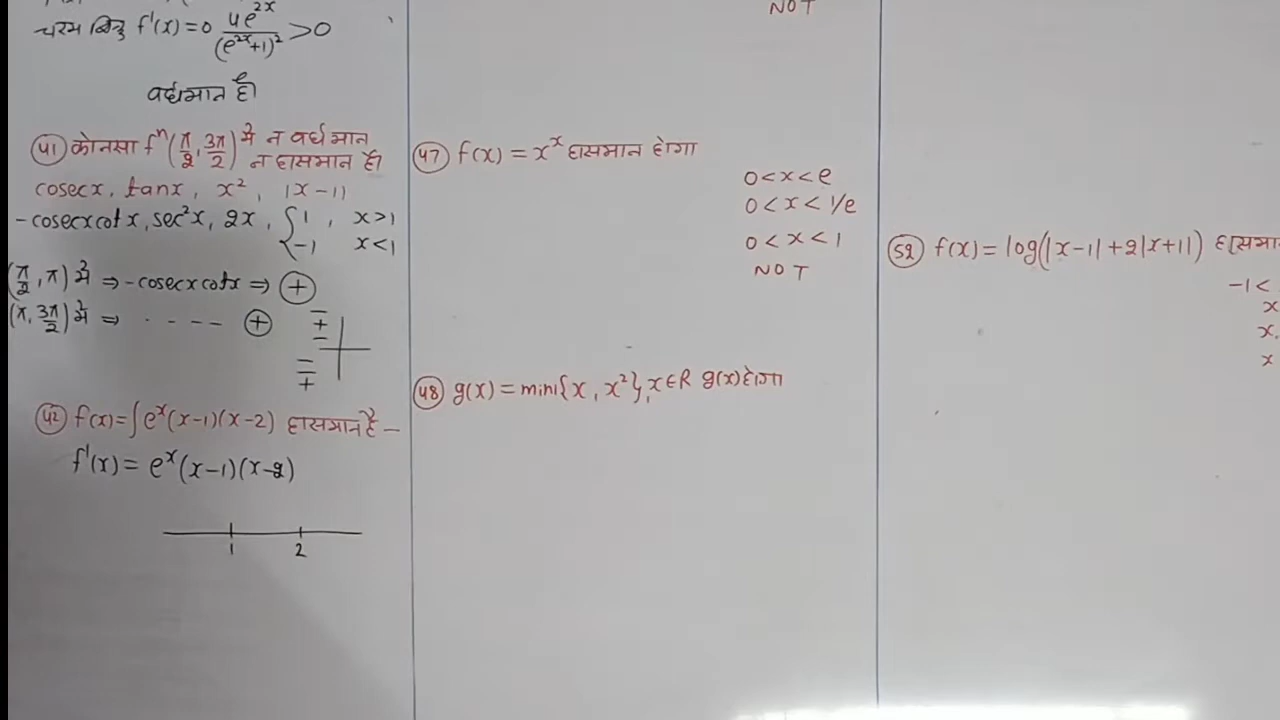 चरम बिन्दु f'(x) = 0 4e^2x/(e^2x+1)^2 > 0
वर्धमान है।
(41) कोनसा f^n (π/2, 3π/2) में न वर्धमान
न हासमान है।
cosecx, tanx, x², |x-1|
-cosecx cotx, sec²x, 2x, { 1, x>1
-1 x<1
(π/2, π) में ⇒ -cosecx cotx ⇒ (+)
(π, 3π/2) में ⇒ ---- (+)
(42) f(x) = ∫e^x(x-1)(x-2) हासमान है -
f'(x) = e^x(x-1)(x-2)
1 2
NOT
(47) f(x) = x^x हासमान होगा
0<x<e
0<x<1/e
0<x<1
NOT
(48) g(x) = mini{x, x²}, x∈R g(x) होगा
(52) f(x) = log(|x-1|+2|x+1|) हासमा
-1<
x
x
x